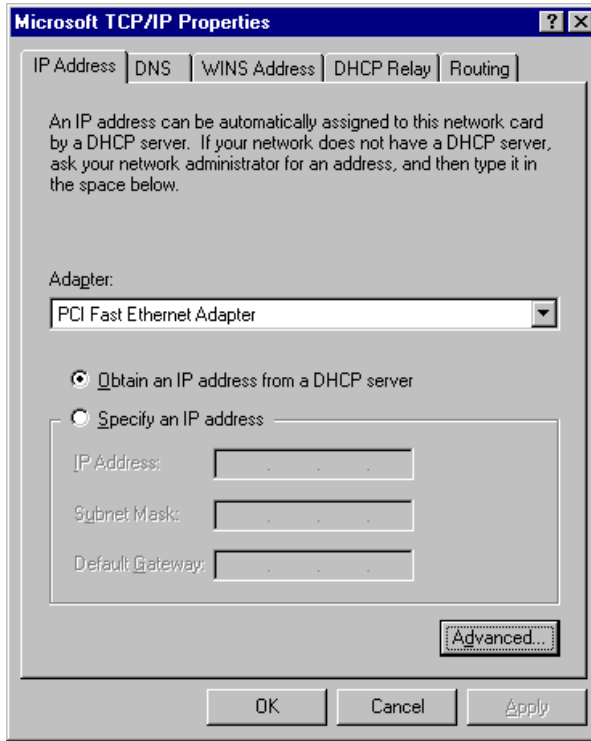 Microsoft TCP/IP Properties
IP Address DNS WINS Address DHCP Relay Routing
An IP address can be automatically assigned to this network card
by a DHCP server. If your network does not have a DHCP server,
ask your network administrator for an address, and then type it in
the space below.
Adapter:
PCI Fast Ethernet Adapter
Obtain an IP address from a DHCP server
Specify an IP address
IP Address:
Subnet Mask:
Default Gateway:
Advanced...
OK Cancel Apply